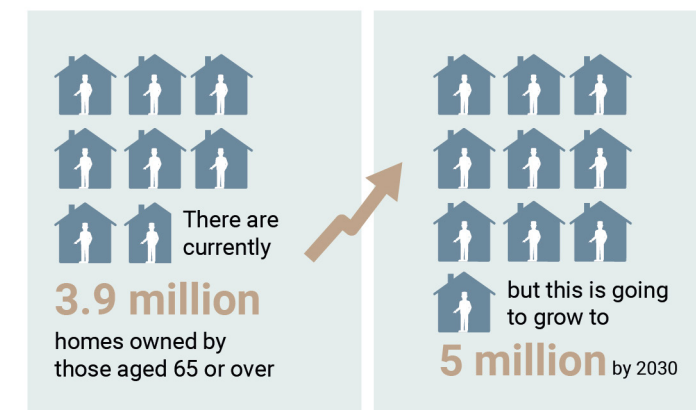 There are
currently
3.9 million
homes owned by
those aged 65 or over
but this is going
to grow to
5 million by 2030